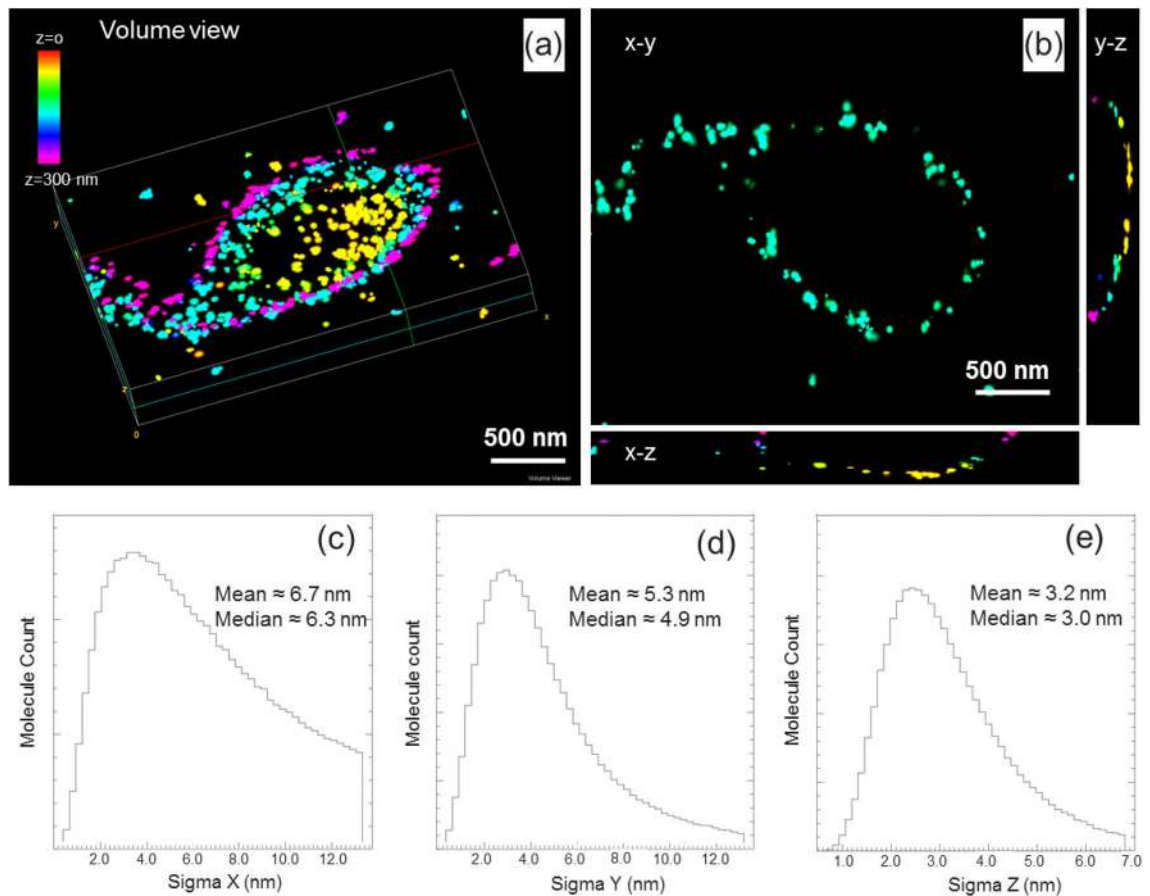 Volume view
(a)
z=o
z=300 nm
y
x
z
0
500 nm
Volume Viewer
x-y
(b)
y-z
500 nm
x-z
(c)
Mean ≈ 6.7 nm
Median ≈ 6.3 nm
Molecule Count
2.0 4.0 6.0 8.0 10.0 12.0
Sigma X (nm)
(d)
Mean ≈ 5.3 nm
Median ≈ 4.9 nm
Molecule count
2.0 4.0 6.0 8.0 10.0 12.0
Sigma Y (nm)
(e)
Mean ≈ 3.2 nm
Median ≈ 3.0 nm
Molecule Count
1.0 2.0 3.0 4.0 5.0 6.0 7.0
Sigma Z (nm)